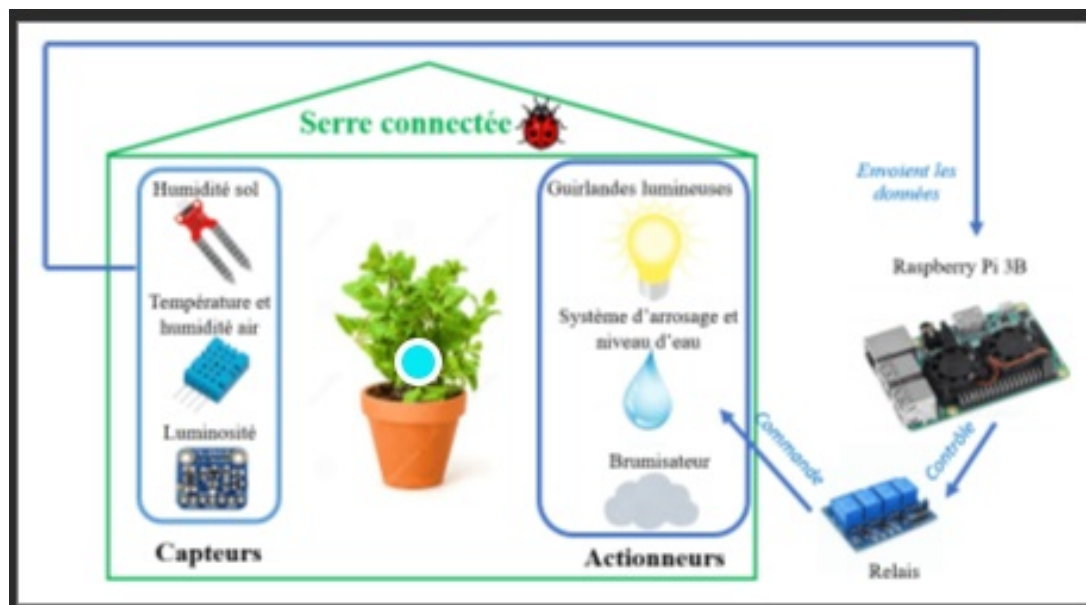 Serre connectée
Humidité sol
Température et
humidité air
Luminosité
Capteurs
Guirlandes lumineuses
Système d'arrosage et
niveau d'eau
Brumisateur
Actionneurs
Envoient les
données
Raspberry Pi 3B
Contrôle
Commande
Relais